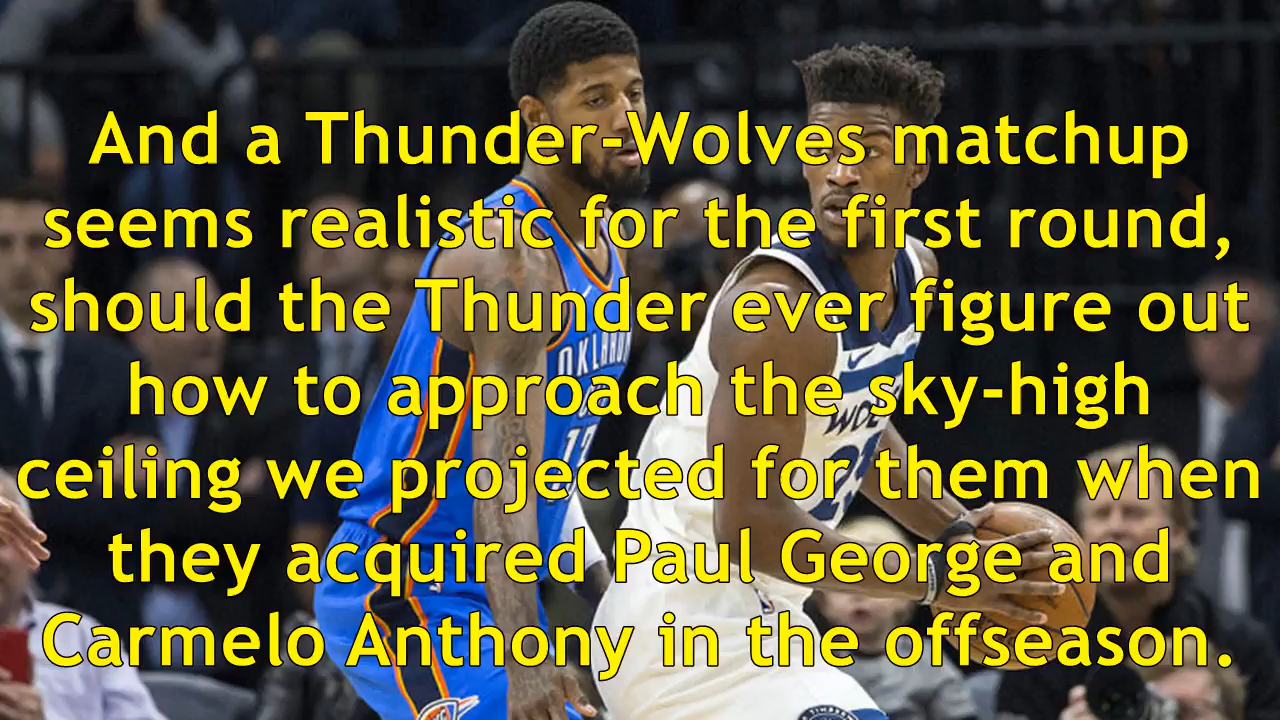 And a Thunder-Wolves matchup
seems realistic for the first round,
should the Thunder ever figure out
how to approach the sky-high
ceiling we projected for them when
they acquired Paul George and
Carmelo Anthony in the offseason.